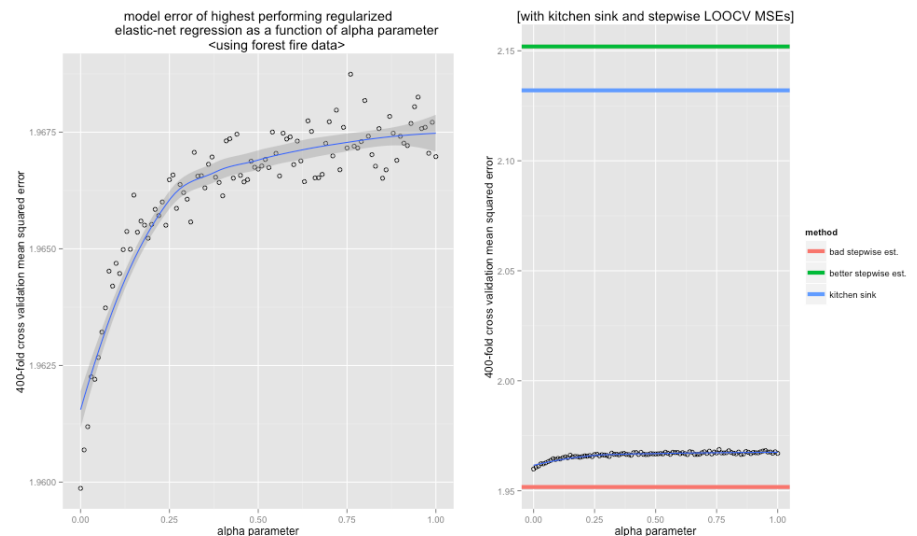 model error of highest performing regularized
elastic-net regression as a function of alpha parameter
<using forest fire data>
400-fold cross validation mean squared error
1.9675
1.9650
1.9625
1.9600
0.00
0.25
0.50
0.75
1.00
alpha parameter
[with kitchen sink and stepwise LOOCV MSEs]
400-fold cross validation mean squared error
2.15
2.10
2.05
2.00
1.95
0.00
0.25
0.50
0.75
1.00
alpha parameter
method
bad stepwise est.
better stepwise est.
kitchen sink